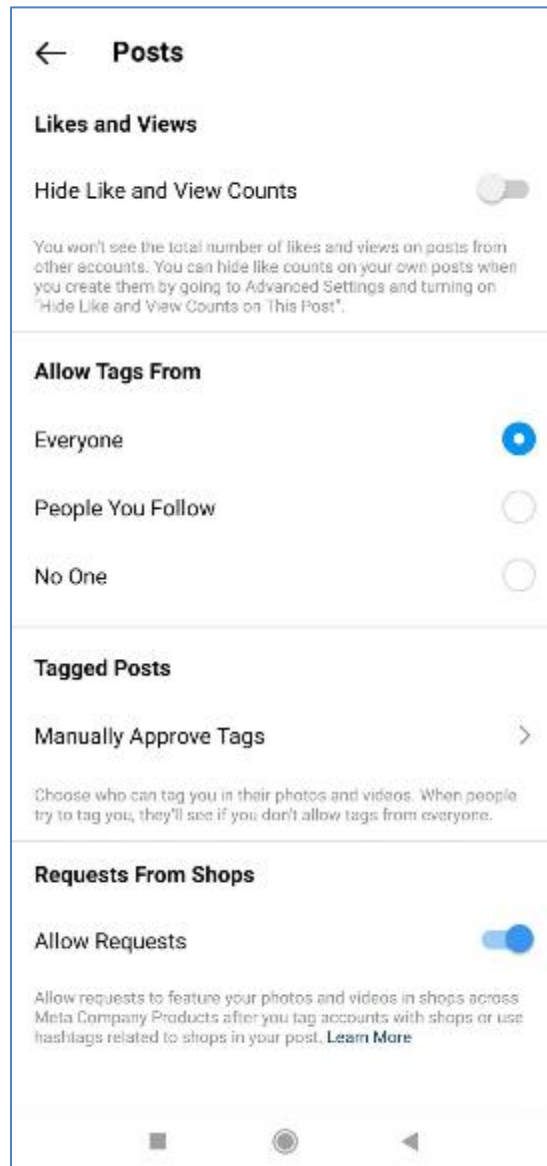 Posts
Likes and Views
Hide Like and View Counts
You won't see the total number of likes and views on posts from
other accounts. You can hide like counts on your own posts when
you create them by going to Advanced Settings and turning on
"Hide Like and View Counts on This Post".
Allow Tags From
Everyone
People You Follow
No One
Tagged Posts
Manually Approve Tags
Choose who can tag you in their photos and videos. When people
try to tag you, they'll see if you don't allow tags from everyone.
Requests From Shops
Allow Requests
Allow requests to feature your photos and videos in shops across
Meta Company Products after you tag accounts with shops or use
hashtags related to shops in your post. Learn More